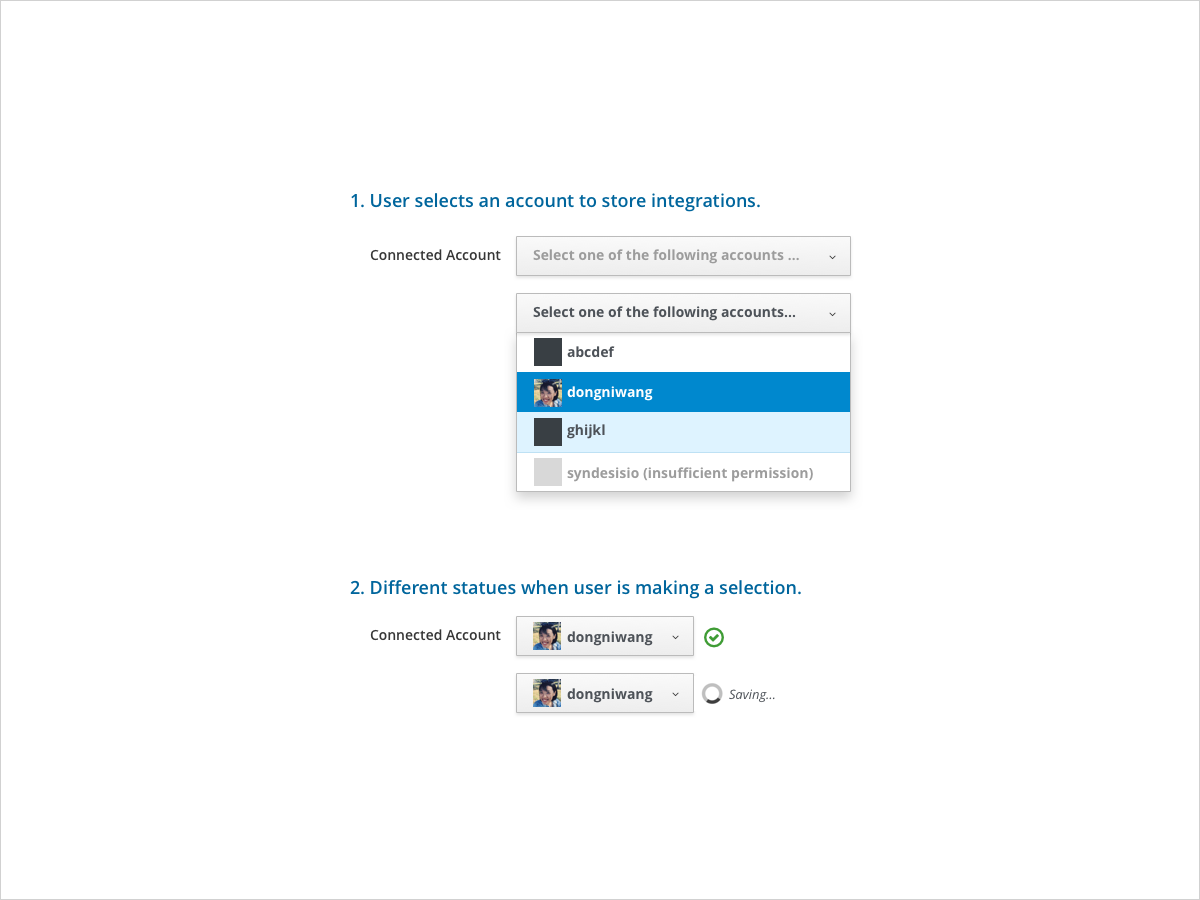 1. User selects an account to store integrations.
Connected Account
Select one of the following accounts ...
Select one of the following accounts...
abcdef
dongniwang
ghijkl
syndesisio (insufficient permission)
2. Different statues when user is making a selection.
Connected Account
dongniwang
dongniwang
Saving...